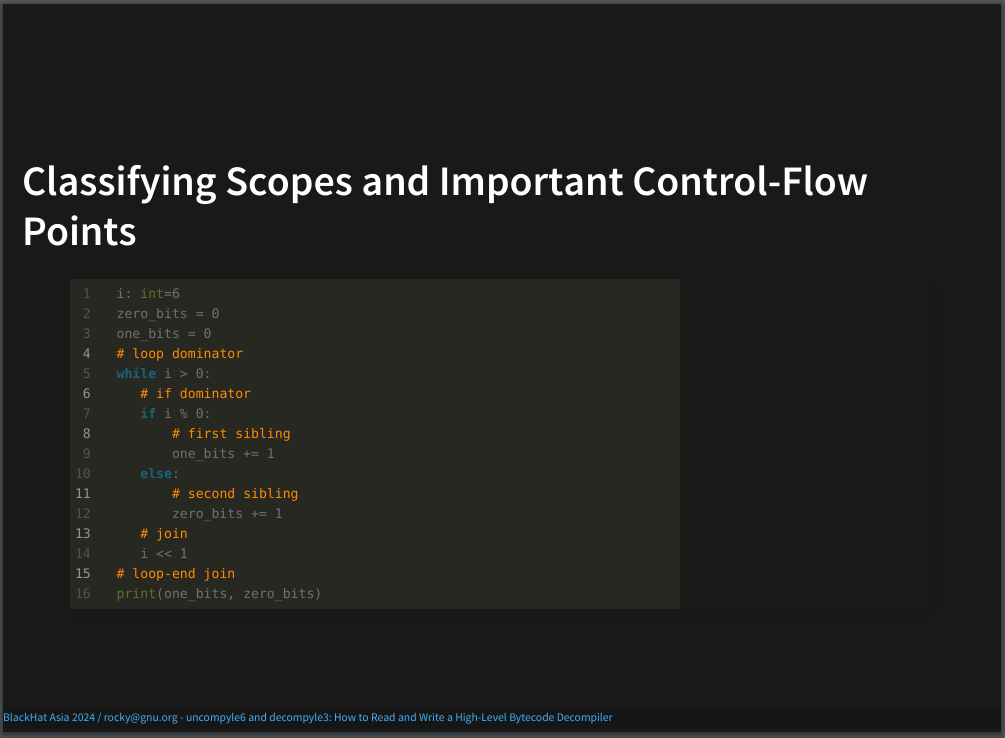 Classifying Scopes and Important Control-Flow
Points
1 i: int=6
2 zero_bits = 0
3 one_bits = 0
4 # loop dominator
5 while i > 0:
6    # if dominator
7    if i % 0:
8        # first sibling
9        one_bits += 1
10    else:
11        # second sibling
12        zero_bits += 1
13    # join
14    i << 1
15 # loop-end join
16 print(one_bits, zero_bits)
BlackHat Asia 2024 / rocky@gnu.org - uncompyle6 and decompyle3: How to Read and Write a High-Level Bytecode Decompiler